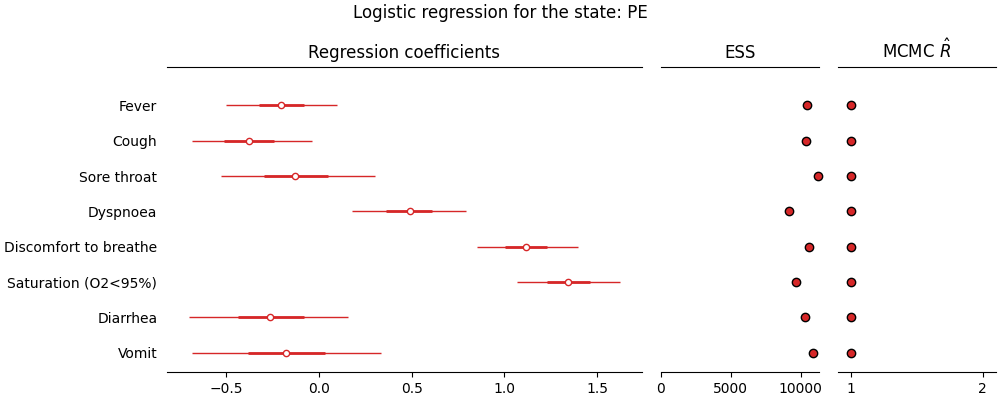 Logistic regression for the state: PE
Regression coefficients
ESS
MCMC R̂
Fever
Cough
Sore throat
Dyspnoea
Discomfort to breathe
Saturation (O2<95%)
Diarrhea
Vomit
−0.5 0.0 0.5 1.0 1.5
0 5000 10000
1 2